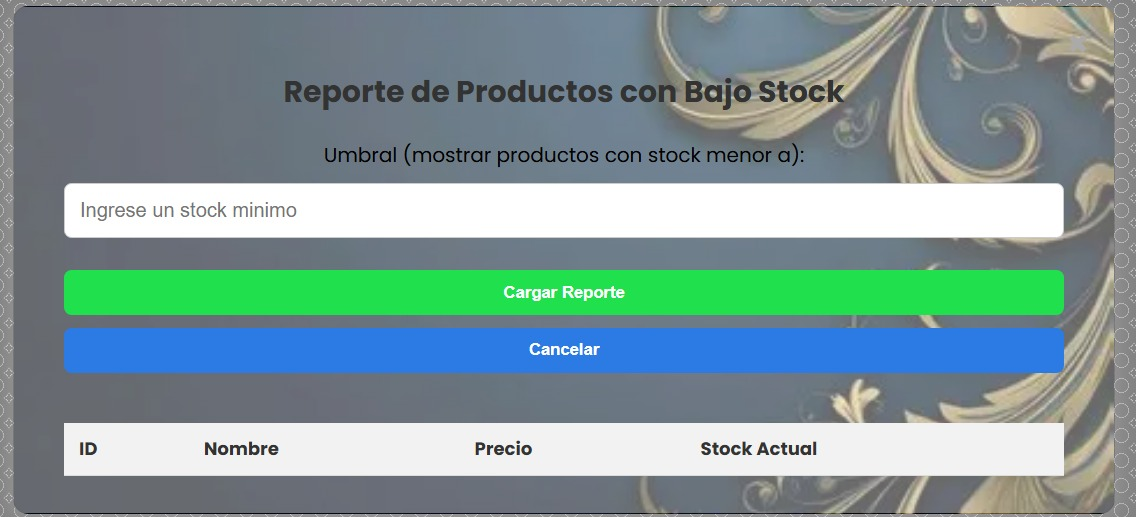 Reporte de Productos con Bajo Stock
Umbral (mostrar productos con stock menor a):
Ingrese un stock minimo
Cargar Reporte
Cancelar
ID Nombre Precio Stock Actual